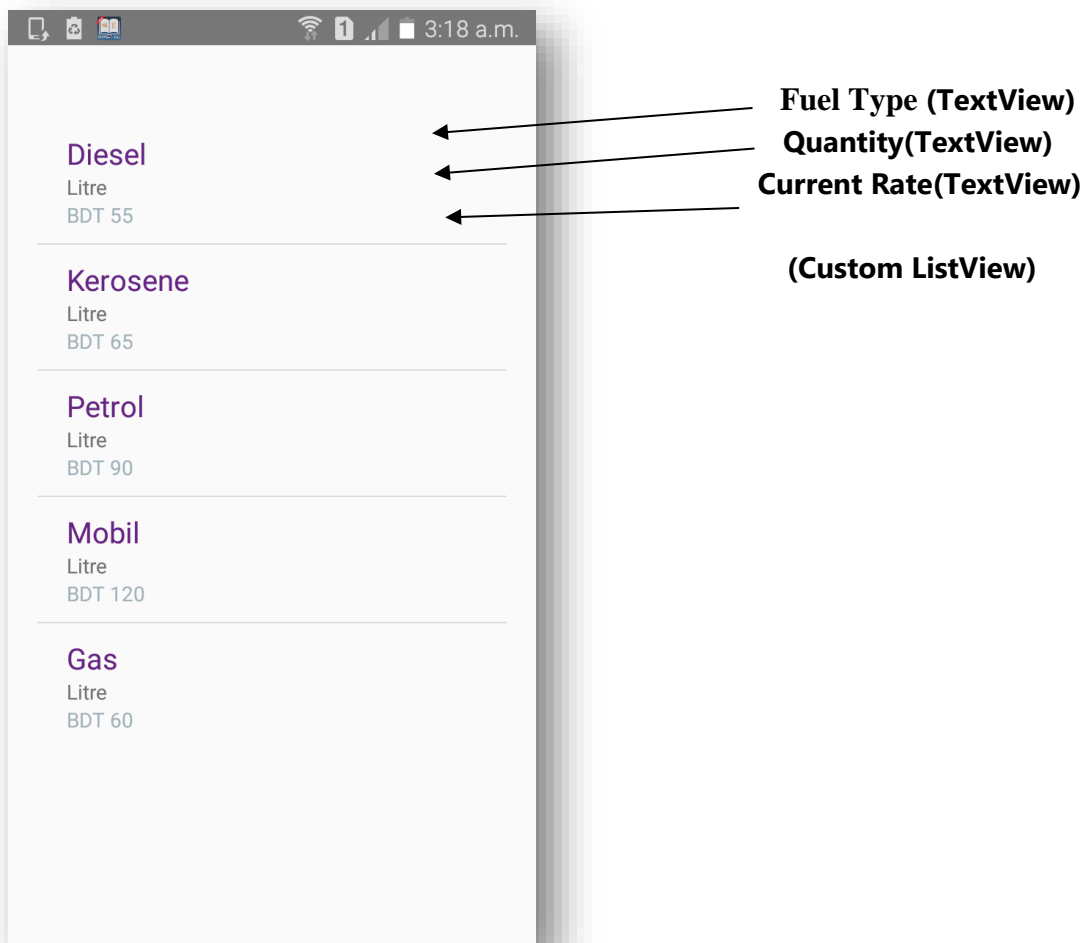 1 3:18 a.m.
Fuel Type (TextView)
Quantity(TextView)
Current Rate(TextView)
(Custom ListView)
Diesel
Litre
BDT 55
Kerosene
Litre
BDT 65
Petrol
Litre
BDT 90
Mobil
Litre
BDT 120
Gas
Litre
BDT 60